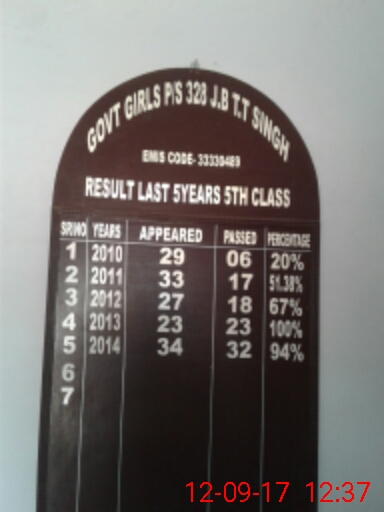 GOVT GIRLS P/S 328 J.B T.T SINGH
EMIS CODE- 33330489
RESULT LAST 5YEARS 5TH CLASS
SR/NO YEARS APPEARED PASSED PERCENTAGE
1 2010 29 06 20%
2 2011 33 17 51.38%
3 2012 27 18 67%
4 2013 23 23 100%
5 2014 34 32 94%
6
7
12-09-17 12:37